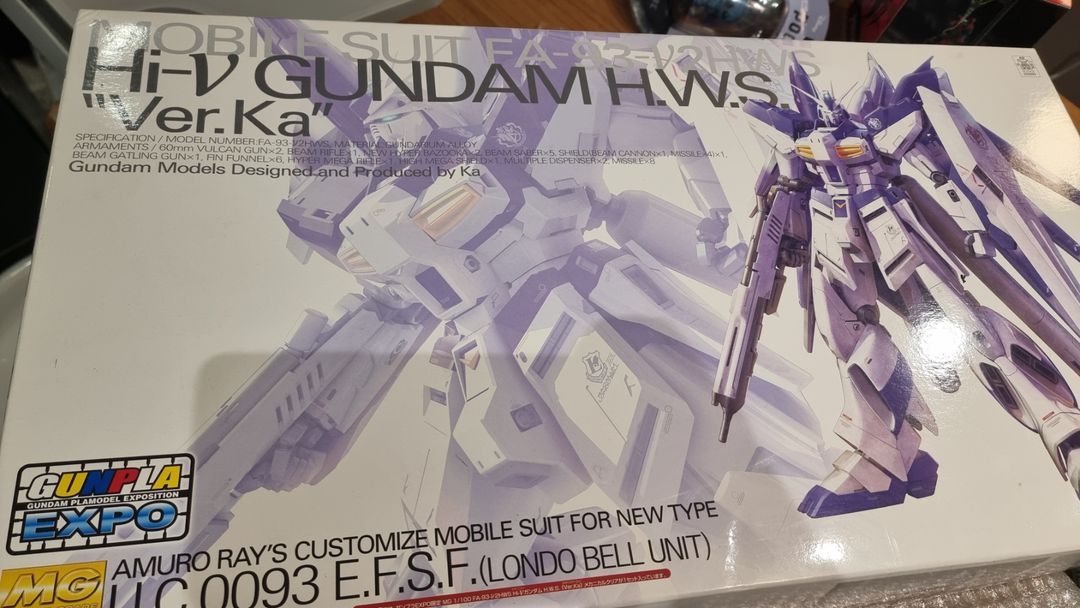 MOBILE SUIT FA-93-ν2HWS
Hi-ν GUNDAM H.W.S.
"Ver.Ka"
SPECIFICATION / MODEL NUMBER:FA-93-ν2HWS, MATERIAL:GUNDARIUM ALLOY
ARMAMENTS / 60mm VULCAN GUN×2, BEAM RIFLE×1, NEW HYPER BAZOOKA×2, BEAM SABER×5, SHIELD(BEAM CANNON×1, MISSILE×4)×1,
BEAM GATLING GUN×1, FIN FUNNEL×6, HYPER MEGA RIFLE×1, HIGH MEGA SHIELD×1, MULTIPLE DISPENSER×2, MISSILE×8
Gundam Models Designed and Produced by Ka
GUNPLA
GUNDAM PLAMODEL EXPOSITION
EXPO
AMURO RAY'S CUSTOMIZE MOBILE SUIT FOR NEW TYPE
MG
U.C.0093 E.F.S.F.(LONDO BELL UNIT)